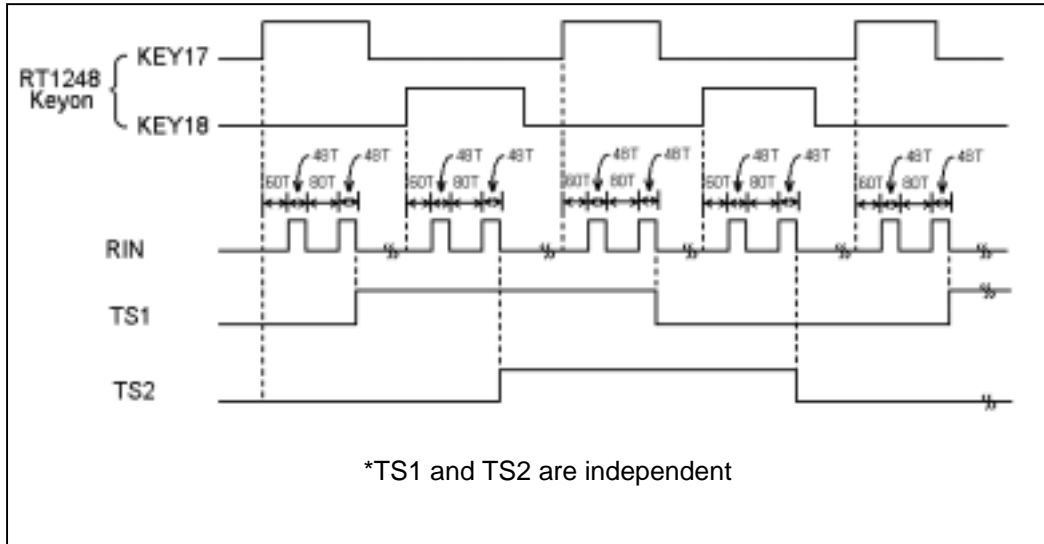 KEY17
RT1248
Keyon
KEY18
48T 48T 48T 48T 48T 48T 48T 48T 48T 48T
60T 80T 60T 80T 60T 80T 60T 80T 60T 80T
RIN
TS1
TS2
*TS1 and TS2 are independent